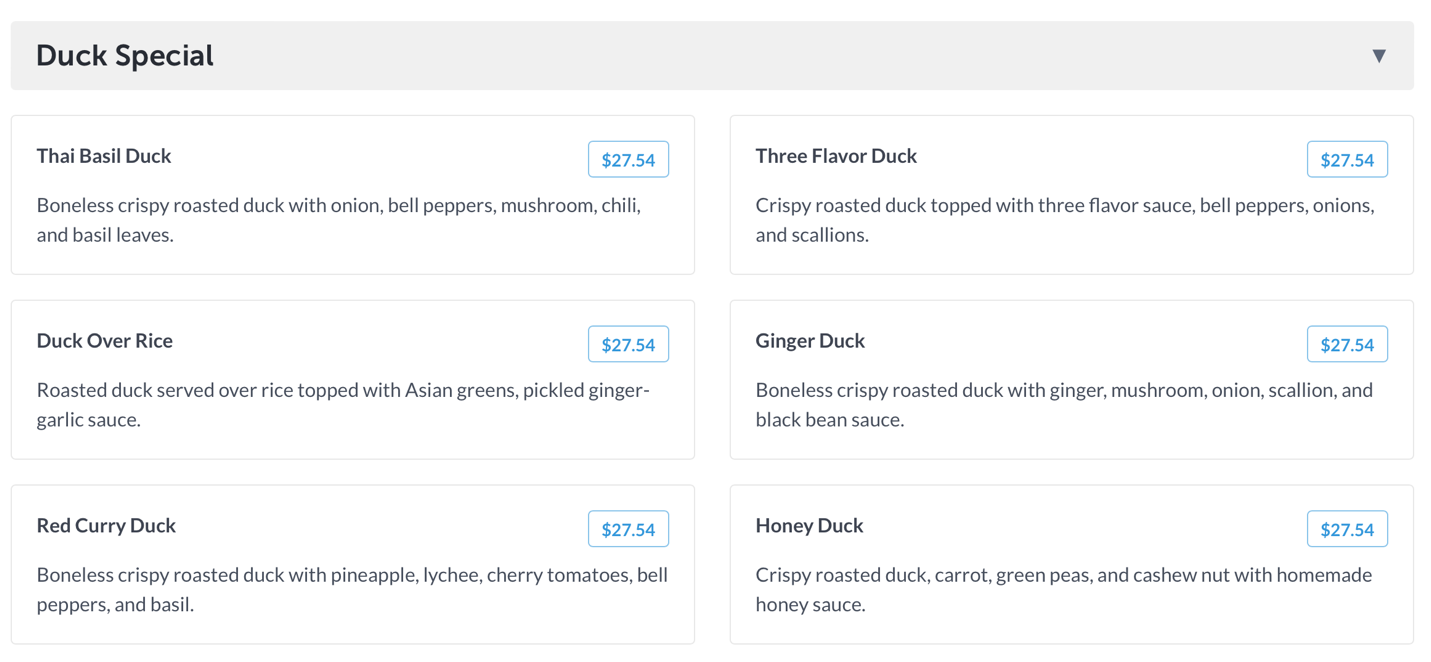 Duck Special
Thai Basil Duck
$27.54
Boneless crispy roasted duck with onion, bell peppers, mushroom, chili,
and basil leaves.
Three Flavor Duck
$27.54
Crispy roasted duck topped with three flavor sauce, bell peppers, onions,
and scallions.
Duck Over Rice
$27.54
Roasted duck served over rice topped with Asian greens, pickled ginger-
garlic sauce.
Ginger Duck
$27.54
Boneless crispy roasted duck with ginger, mushroom, onion, scallion, and
black bean sauce.
Red Curry Duck
$27.54
Boneless crispy roasted duck with pineapple, lychee, cherry tomatoes, bell
peppers, and basil.
Honey Duck
$27.54
Crispy roasted duck, carrot, green peas, and cashew nut with homemade
honey sauce.